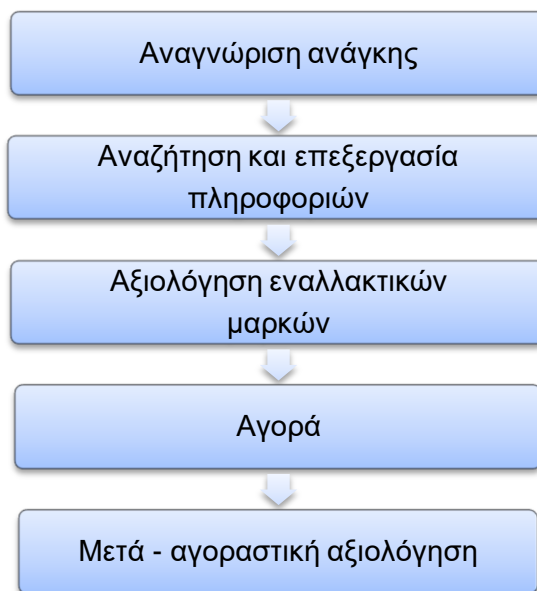 Αναγνώριση ανάγκης
Αναζήτηση και επεξεργασία
πληροφοριών
Αξιολόγηση εναλλακτικών
μαρκών
Αγορά
Μετά - αγοραστική αξιολόγηση